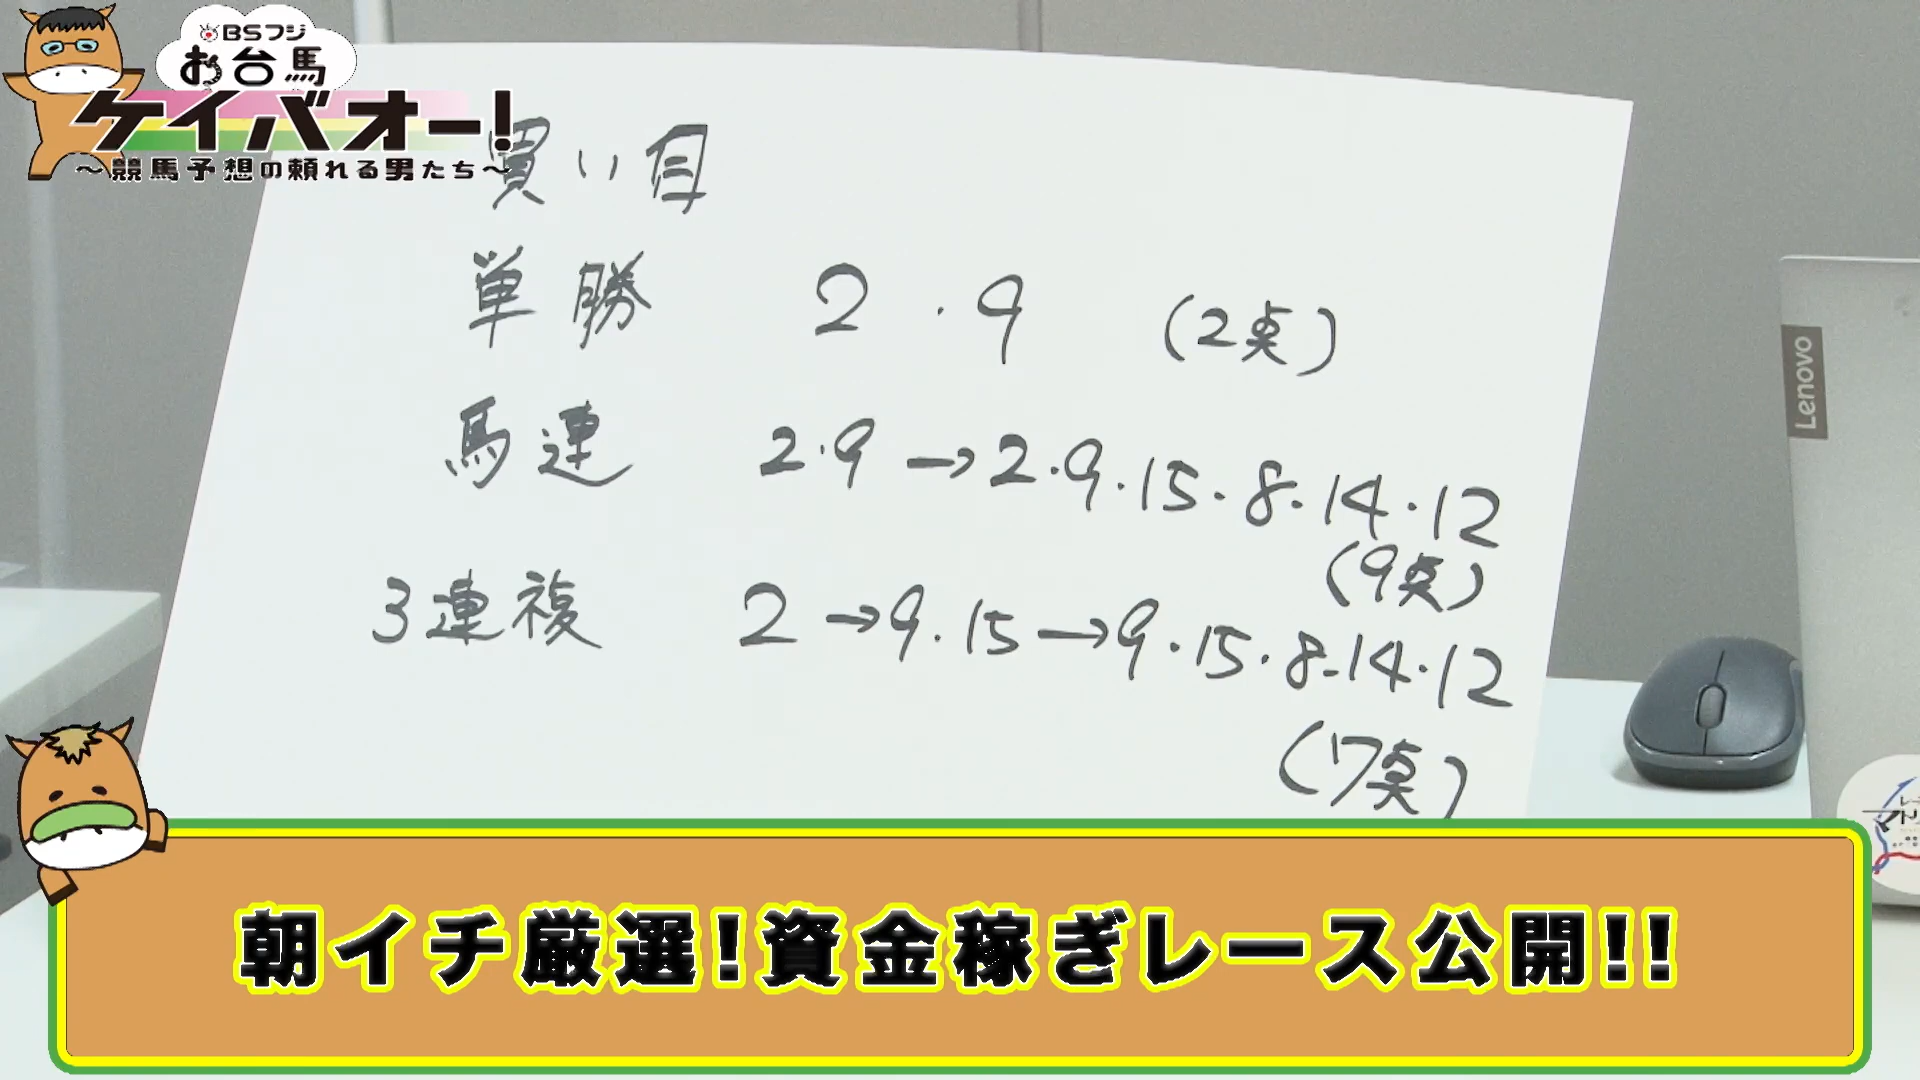 BSフジ
お台馬
ケイバオー!
～競馬予想の頼れる男たち～
買い目
単勝 2・9 (2点)
馬連 2・9→2・9・15・8・14・12
(9点)
3連複 2→9・15→9・15・8・14・12
(7点)
Lenovo
朝イチ厳選!資金稼ぎレース公開!!